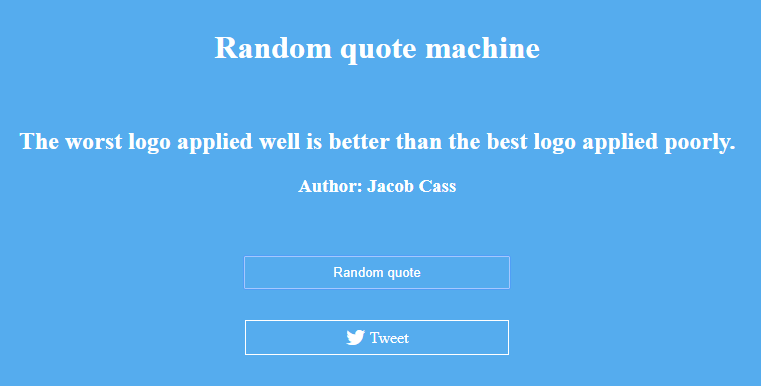 Random quote machine
The worst logo applied well is better than the best logo applied poorly.
Author: Jacob Cass
Random quote
Tweet